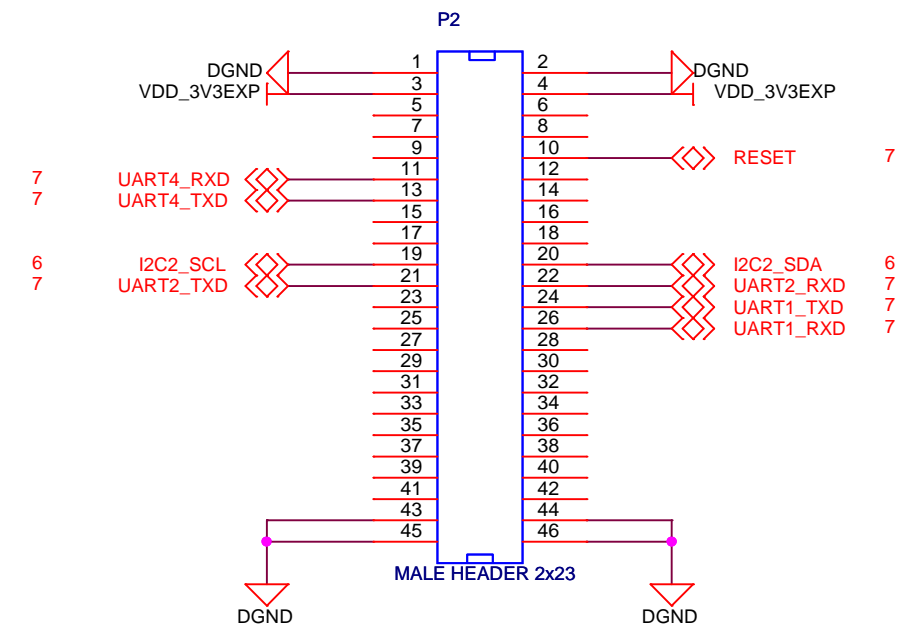 P2
1 2
DGND DGND
3 4
VDD_3V3EXP VDD_3V3EXP
5 6
7 8
9 10 RESET 7
7 UART4_RXD 11 12
7 UART4_TXD 13 14
15 16
17 18
6 I2C2_SCL 19 20 I2C2_SDA 6
7 UART2_TXD 21 22 UART2_RXD 7
23 24 UART1_TXD 7
25 26 UART1_RXD 7
27 28
29 30
31 32
33 34
35 36
37 38
39 40
41 42
43 44
45 46
MALE HEADER 2x23
DGND DGND